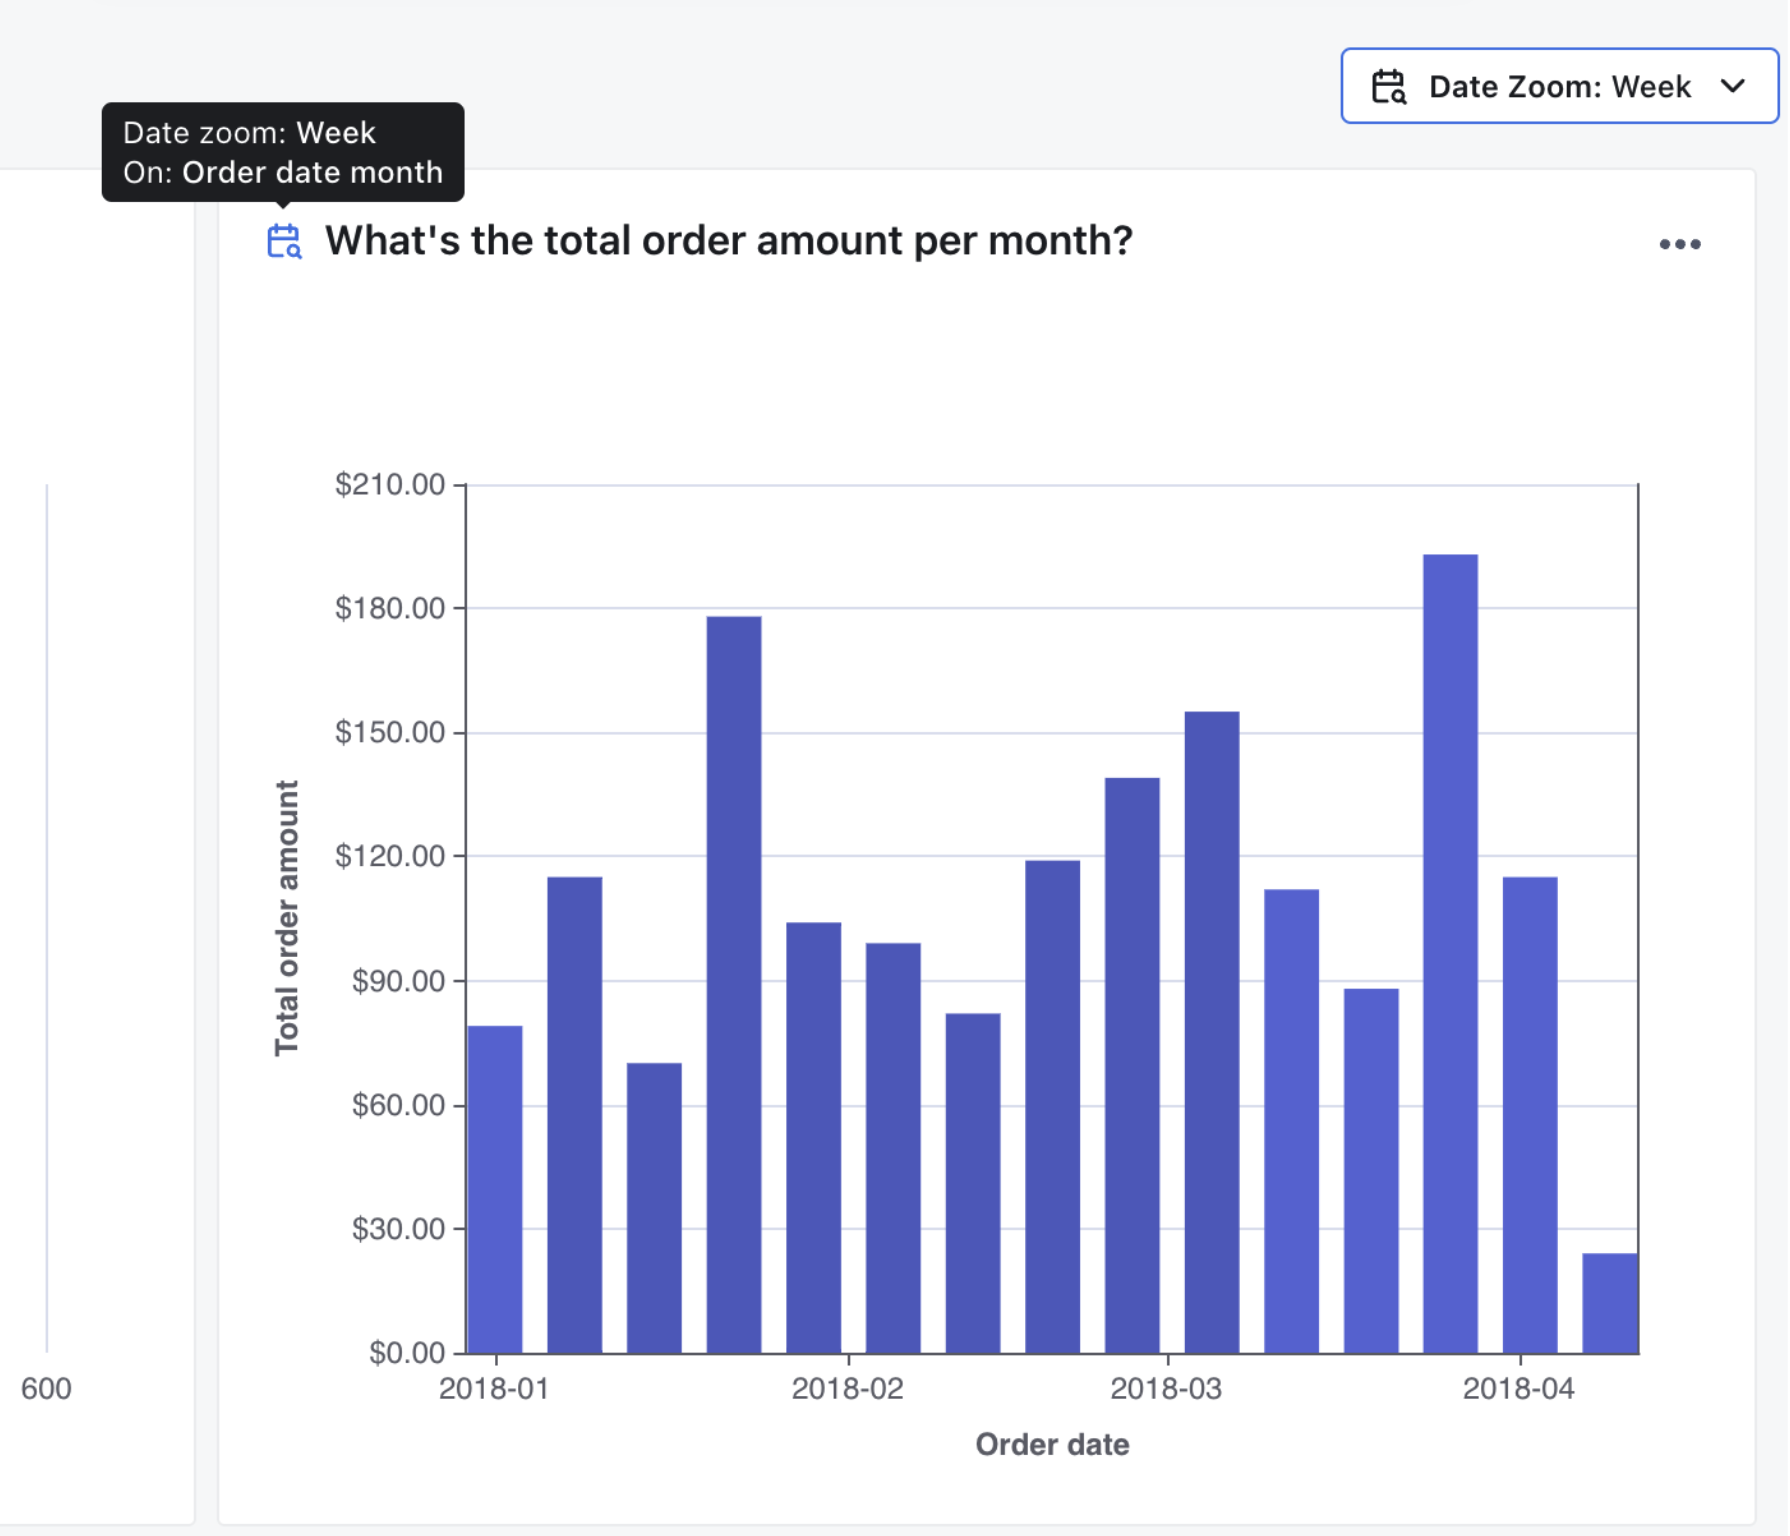 Date Zoom: Week
Date zoom: Week
On: Order date month
What's the total order amount per month?
$210.00
$180.00
$150.00
$120.00
$90.00
$60.00
$30.00
$0.00
Total order amount
600
2018-01
2018-02
2018-03
2018-04
Order date